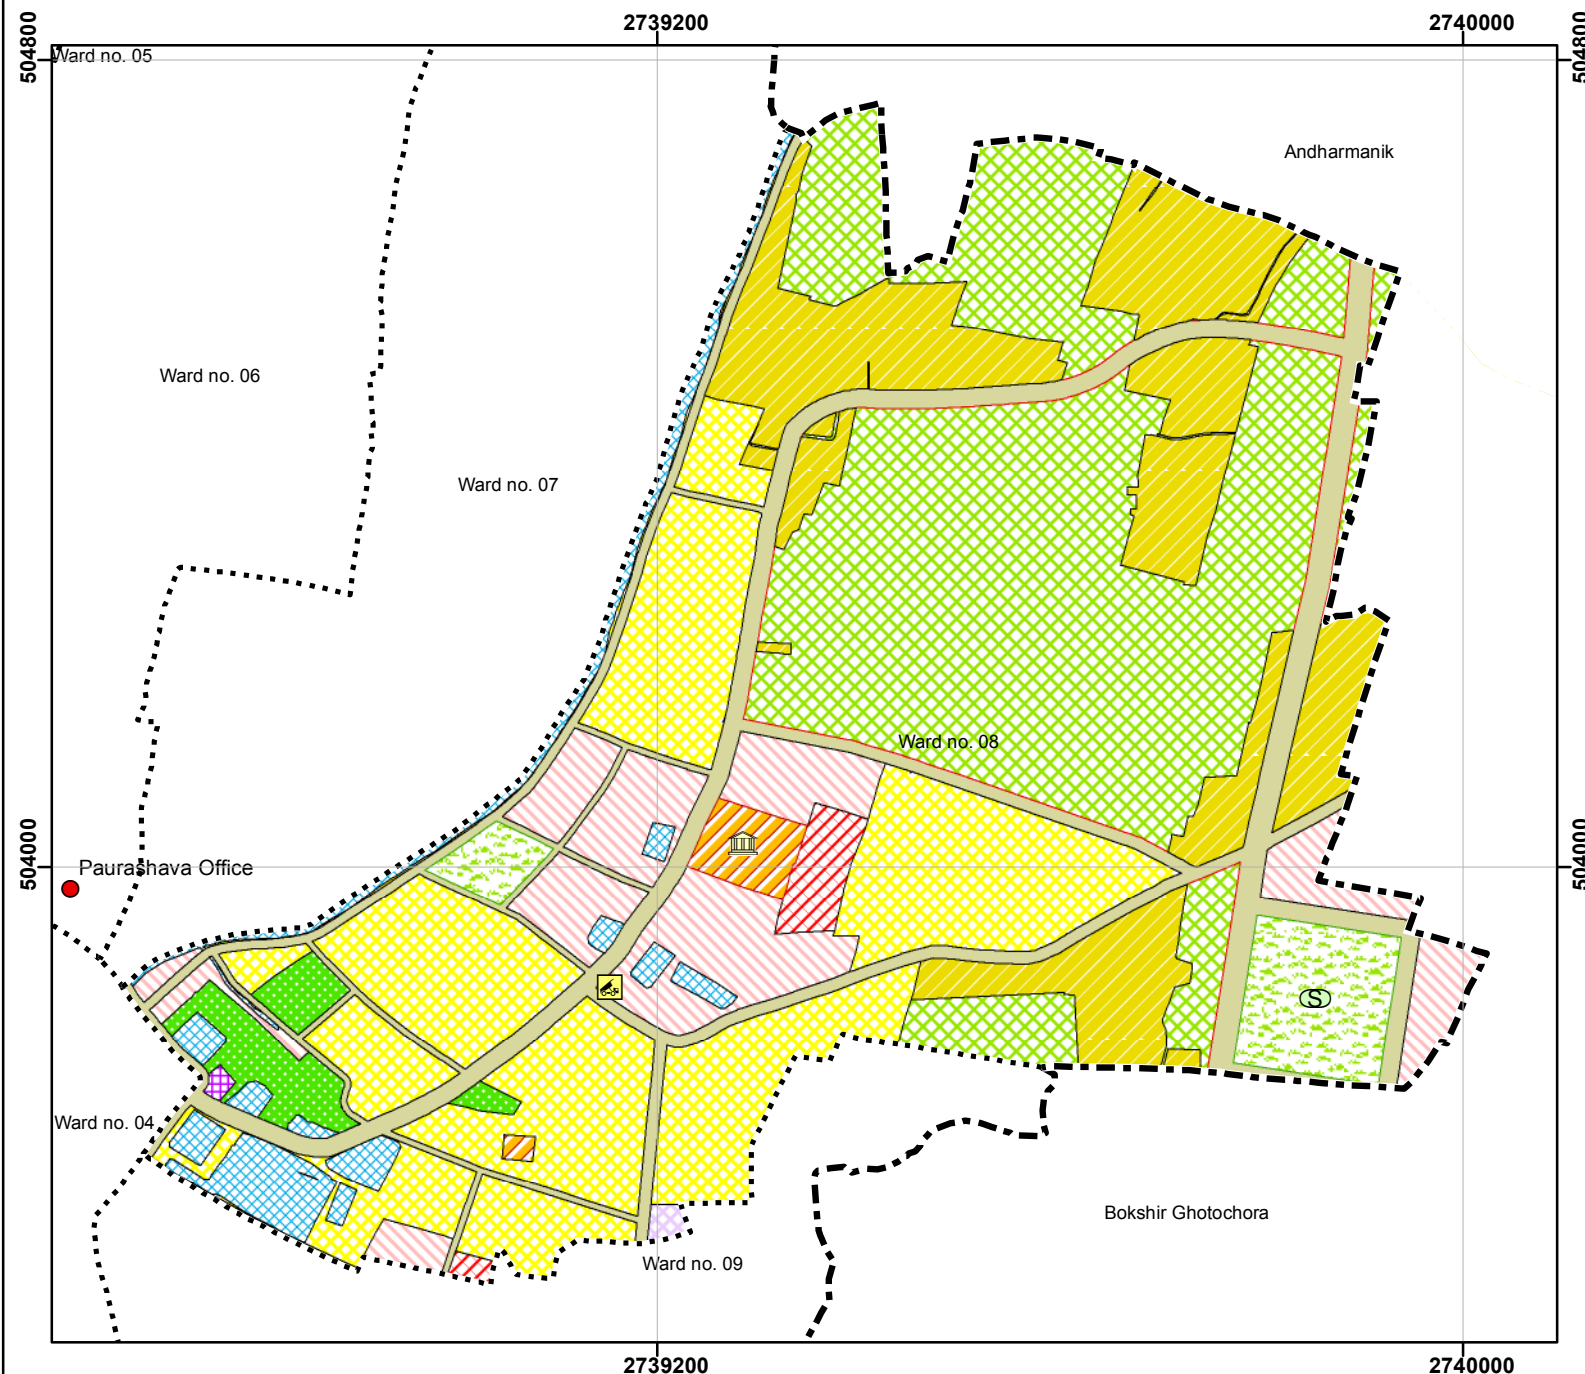 2739200
2740000
504800
504800
Ward no. 05
Andharmanik
Ward no. 06
Ward no. 07
Ward no. 08
504000
504000
Paurashava Office
S
Ward no. 04
Bokshir Ghotochora
Ward no. 09
2739200
2740000